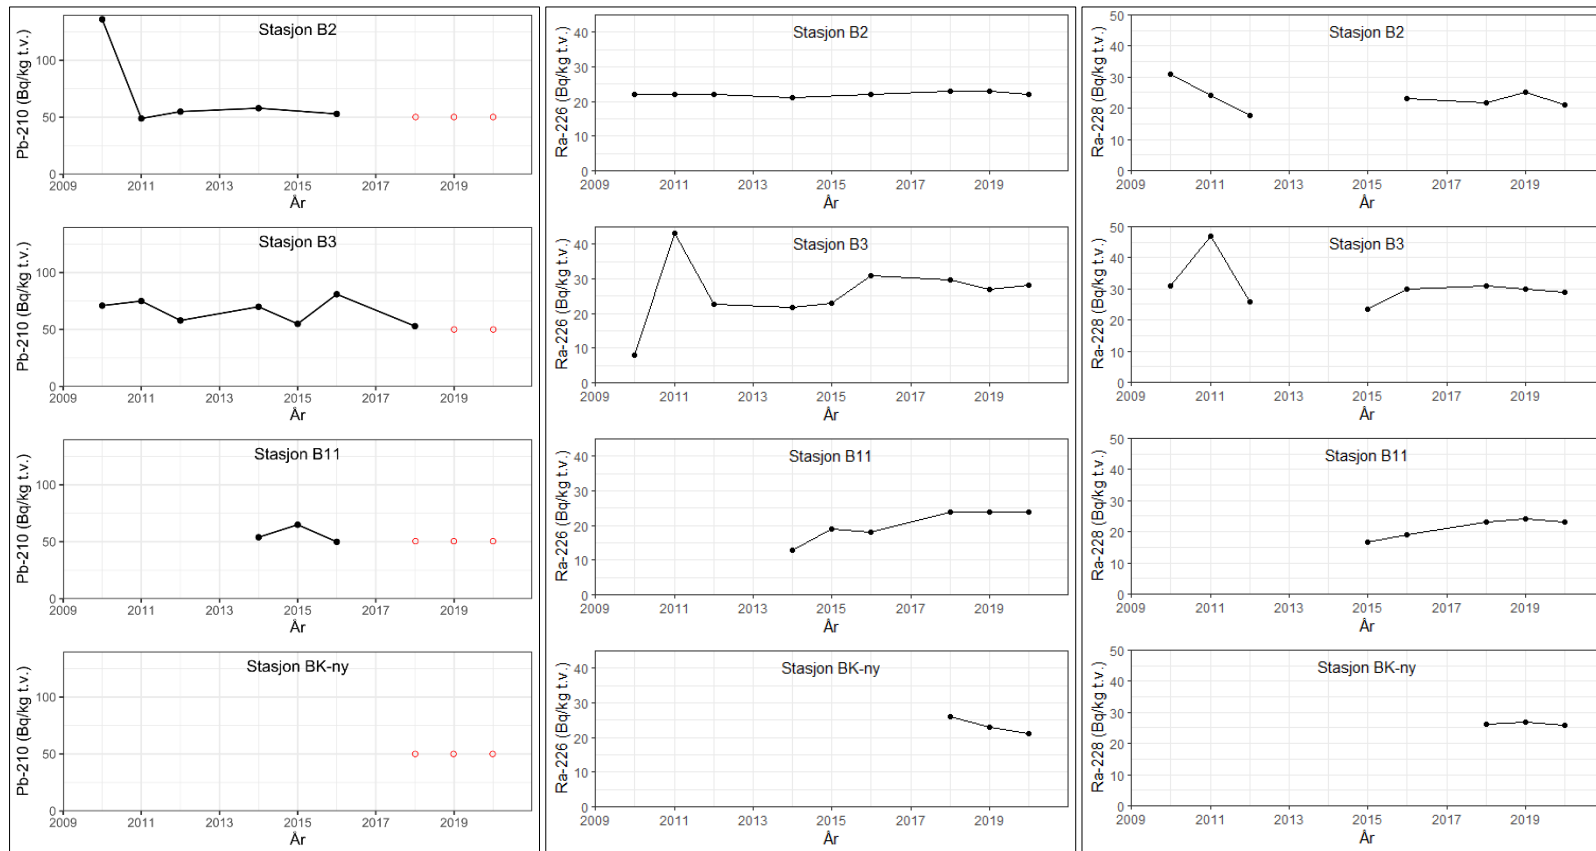 Stasjon B2
Pb-210 (Bq/kg t.v.)
100
50
0
2009 2011 2013 2015 2017 2019
År
Stasjon B3
Pb-210 (Bq/kg t.v.)
100
50
0
2009 2011 2013 2015 2017 2019
År
Stasjon B11
Pb-210 (Bq/kg t.v.)
100
50
0
2009 2011 2013 2015 2017 2019
År
Stasjon BK-ny
Pb-210 (Bq/kg t.v.)
100
50
0
2009 2011 2013 2015 2017 2019
År
Stasjon B2
Ra-226 (Bq/kg t.v.)
40
30
20
10
0
2009 2011 2013 2015 2017 2019
År
Stasjon B3
Ra-226 (Bq/kg t.v.)
40
30
20
10
0
2009 2011 2013 2015 2017 2019
År
Stasjon B11
Ra-226 (Bq/kg t.v.)
40
30
20
10
0
2009 2011 2013 2015 2017 2019
År
Stasjon BK-ny
Ra-226 (Bq/kg t.v.)
40
30
20
10
0
2009 2011 2013 2015 2017 2019
År
Stasjon B2
Ra-228 (Bq/kg t.v.)
50
40
30
20
10
0
2009 2011 2013 2015 2017 2019
År
Stasjon B3
Ra-228 (Bq/kg t.v.)
50
40
30
20
10
0
2009 2011 2013 2015 2017 2019
År
Stasjon B11
Ra-228 (Bq/kg t.v.)
50
40
30
20
10
0
2009 2011 2013 2015 2017 2019
År
Stasjon BK-ny
Ra-228 (Bq/kg t.v.)
50
40
30
20
10
0
2009 2011 2013 2015 2017 2019
År